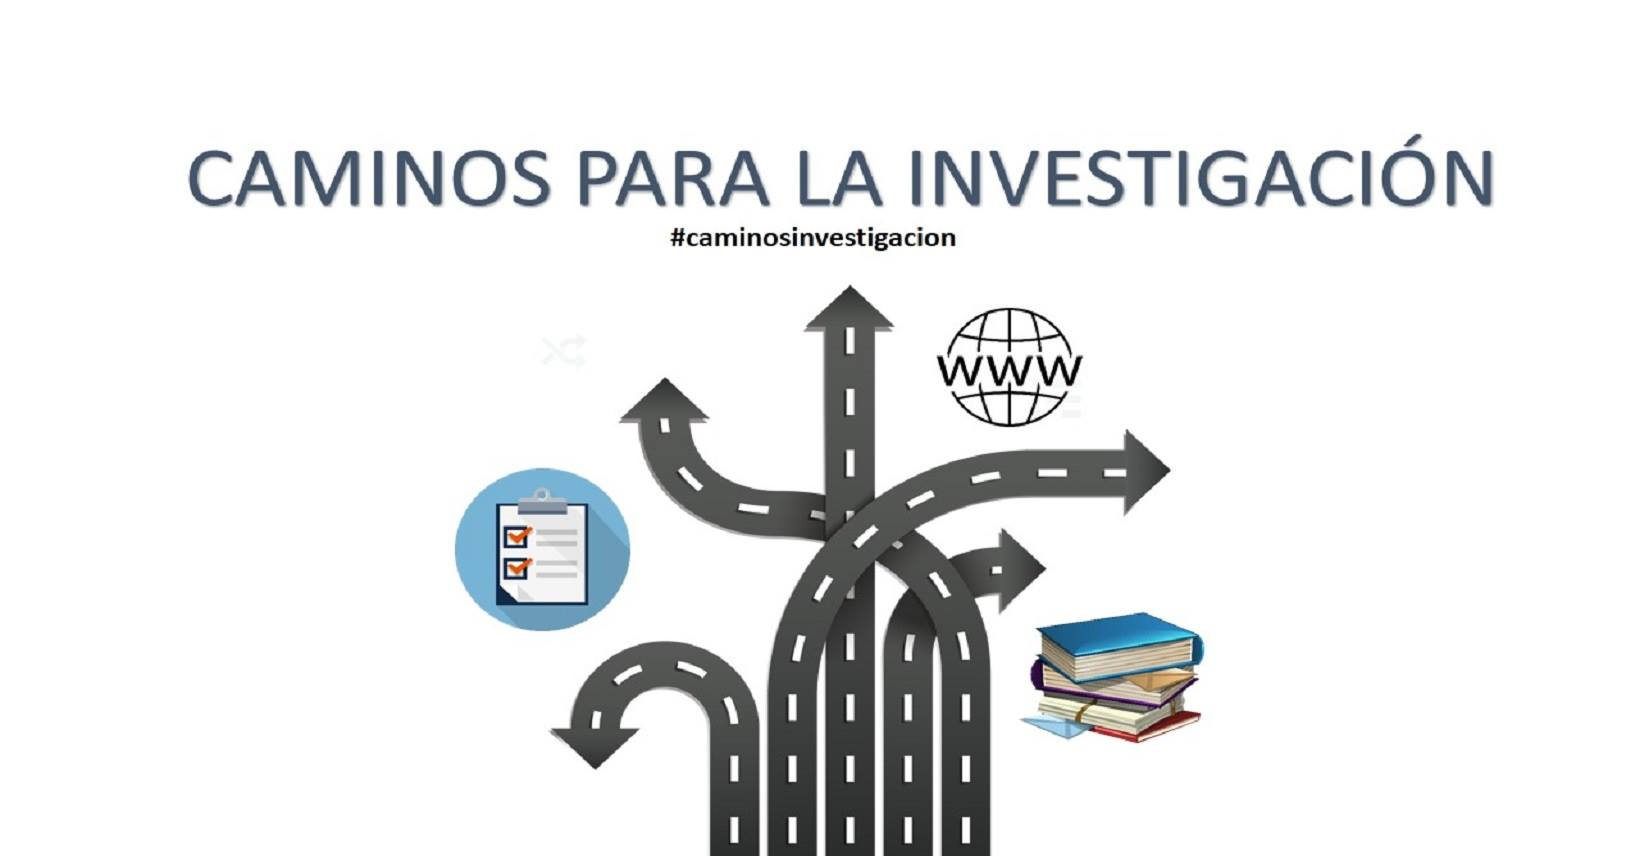 CAMINOS PARA LA INVESTIGACIÓN
#caminosinvestigacion
WWW